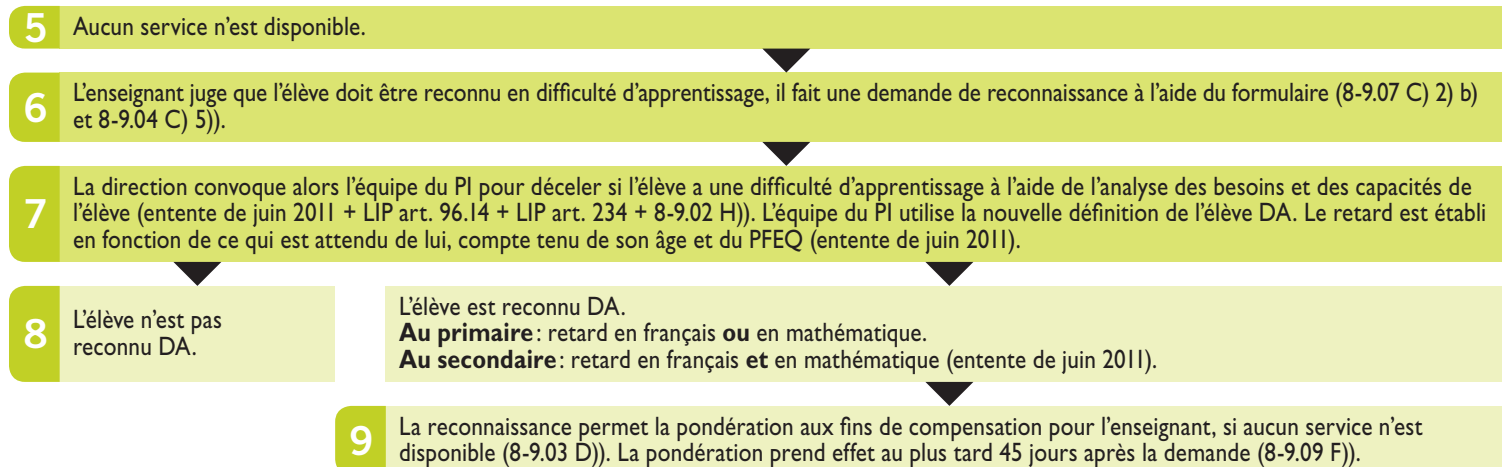 5 Aucun service n'est disponible.
6 L'enseignant juge que l'élève doit être reconnu en difficulté d'apprentissage, il fait une demande de reconnaissance à l'aide du formulaire (8-9.07 C) 2) b)
et 8-9.04 C) 5)).
7 La direction convoque alors l'équipe du PI pour déceler si l'élève a une difficulté d'apprentissage à l'aide de l'analyse des besoins et des capacités de
l'élève (entente de juin 2011 + LIP art. 96.14 + LIP art. 234 + 8-9.02 H)). L'équipe du PI utilise la nouvelle définition de l'élève DA. Le retard est établi
en fonction de ce qui est attendu de lui, compte tenu de son âge et du PFEQ (entente de juin 2011).
8 L'élève n'est pas
reconnu DA.
L'élève est reconnu DA.
Au primaire : retard en français ou en mathématique.
Au secondaire : retard en français et en mathématique (entente de juin 2011).
9 La reconnaissance permet la pondération aux fins de compensation pour l'enseignant, si aucun service n'est
disponible (8-9.03 D)). La pondération prend effet au plus tard 45 jours après la demande (8-9.09 F)).